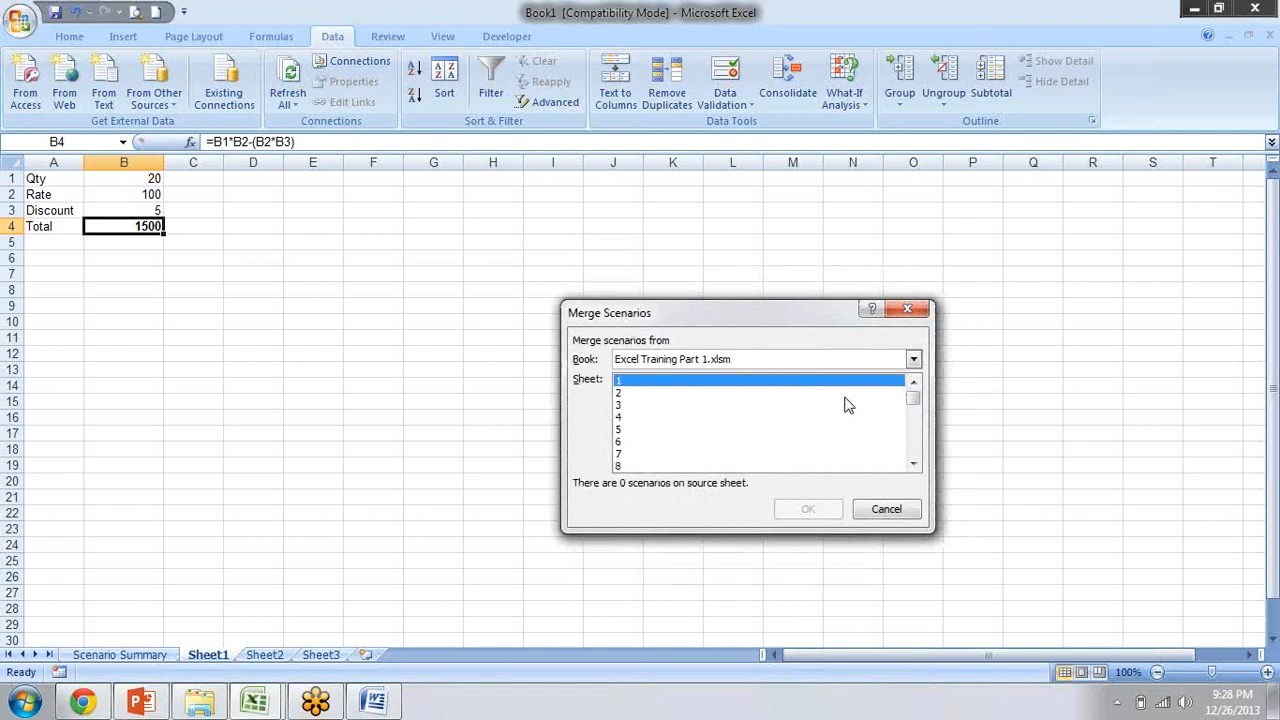 Book1 [Compatibility Mode] - Microsoft Excel
Home Insert Page Layout Formulas Data Review View Developer
From Access
From Web
From Text
From Other Sources
Existing Connections
Get External Data
Refresh All
Connections
Properties
Edit Links
Connections
Sort
Filter
Clear
Reapply
Advanced
Sort & Filter
Text to Columns
Remove Duplicates
Data Validation
Consolidate
What-If Analysis
Data Tools
Group
Ungroup
Subtotal
Show Detail
Hide Detail
Outline
B4 fx =B1*B2-(B2*B3)
A B C D E F G H I J K L M N O P Q R S T
1 Qty 20
2 Rate 100
3 Discount 5
4 Total 1500
5
6
7
8
9
10
11
12
13
14
15
16
17
18
19
20
21
22
23
24
25
26
27
28
29
30
Merge Scenarios
?
Merge scenarios from
Book: Excel Training Part 1.xlsm
Sheet: 1
2
3
4
5
6
7
8
There are 0 scenarios on source sheet.
OK Cancel
Scenario Summary Sheet1 Sheet2 Sheet3
Ready 100%
9:28 PM
12/26/2013